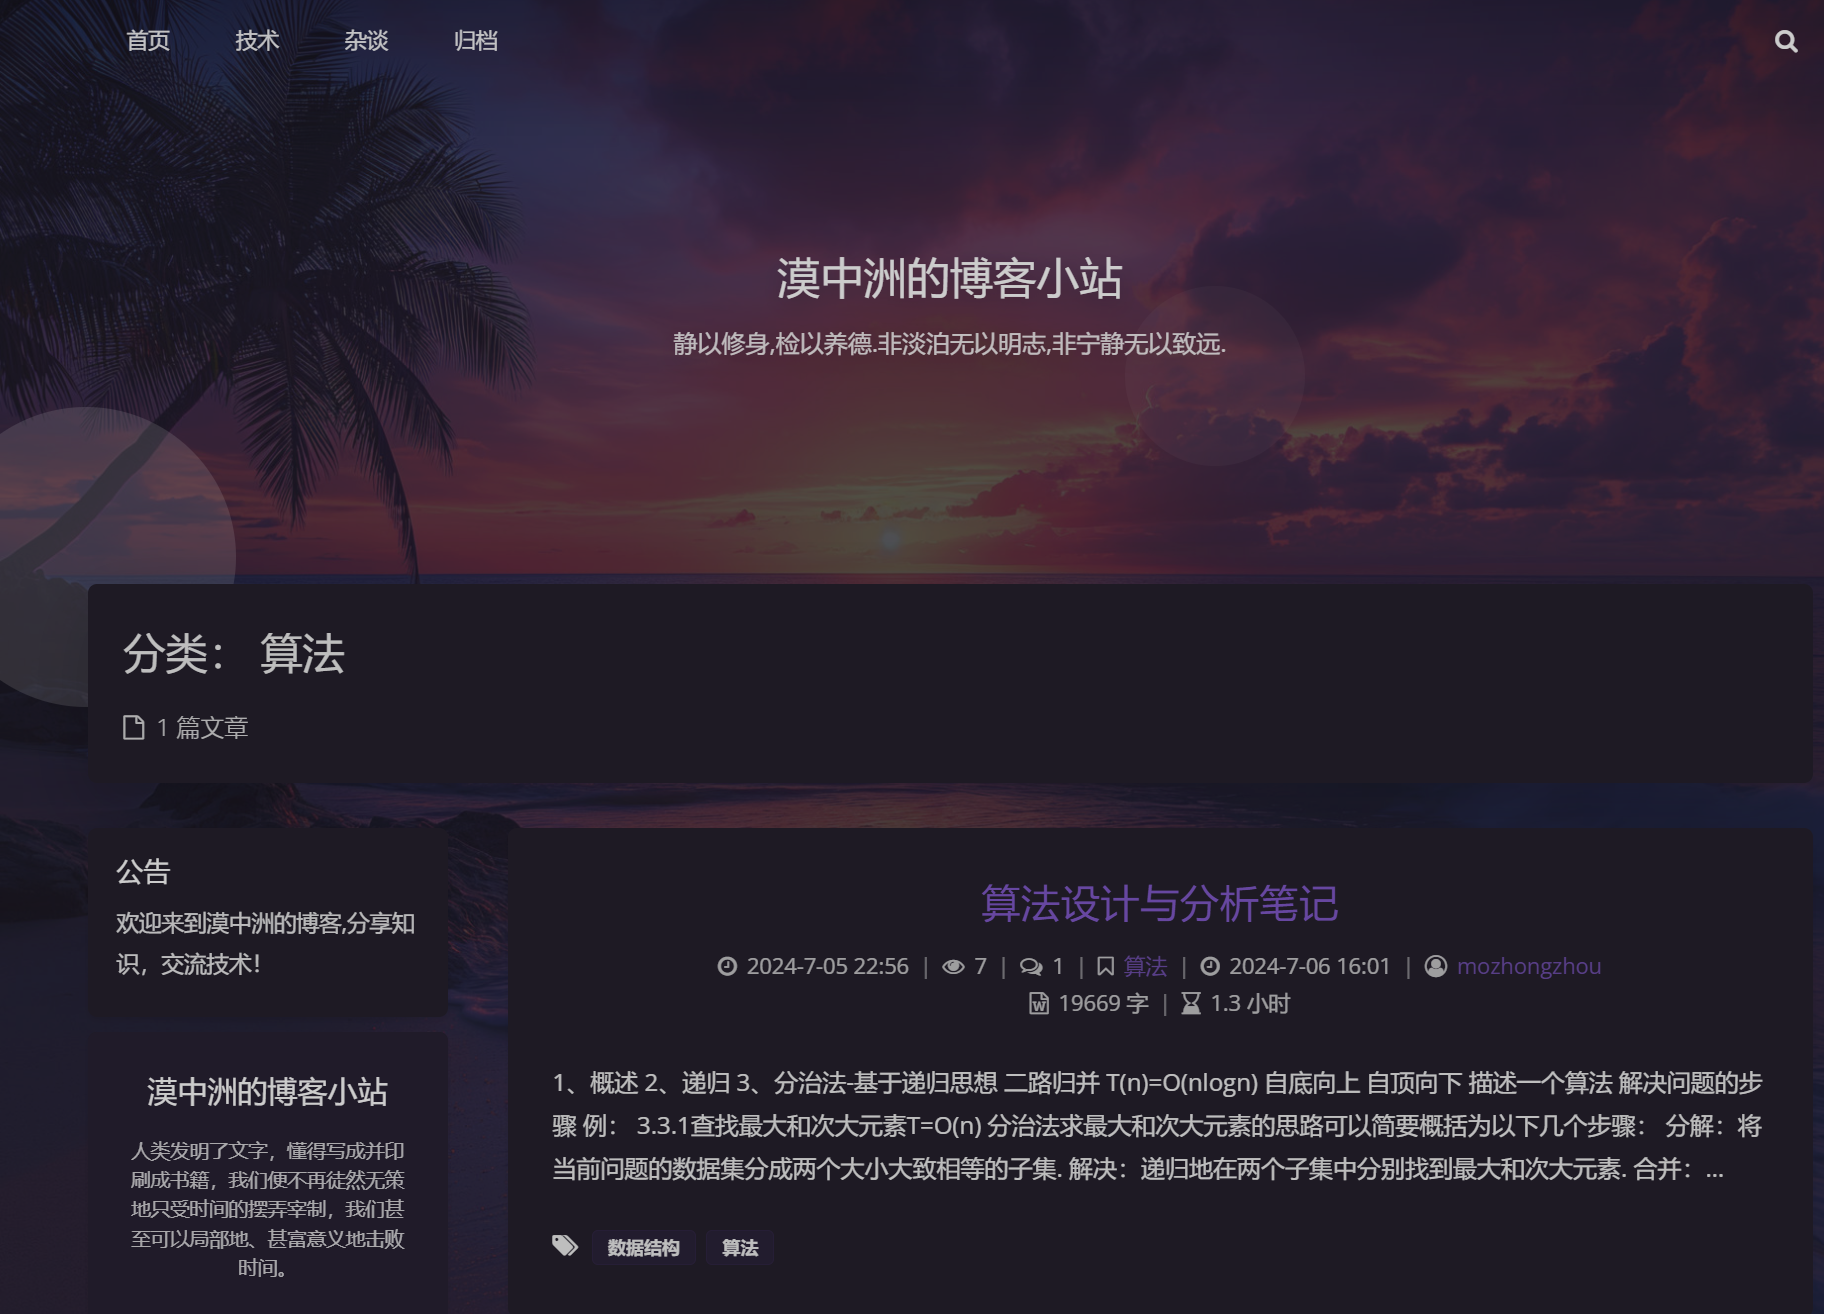 首页 技术 杂谈 归档
漠中洲的博客小站
静以修身,检以养德.非淡泊无以明志,非宁静无以致远.
分类： 算法
1 篇文章
公告
欢迎来到漠中洲的博客,分享知
识，交流技术！
漠中洲的博客小站
人类发明了文字，懂得写成并印
刷成书籍，我们便不再徒然无策
地只受时间的摆弄宰制，我们甚
至可以局部地、甚富意义地击败
时间。
算法设计与分析笔记
2024-7-05 22:56 | 7 | 1 | 算法 | 2024-7-06 16:01 | mozhongzhou
19669 字 | 1.3 小时
1、概述 2、递归 3、分治法-基于递归思想 二路归并 T(n)=O(nlogn) 自底向上 自顶向下 描述一个算法 解决问题的步
骤 例： 3.3.1查找最大和次大元素T=O(n) 分治法求最大和次大元素的思路可以简要概括为以下几个步骤： 分解：将
当前问题的数据集分成两个大小大致相等的子集. 解决：递归地在两个子集中分别找到最大和次大元素. 合并：...
数据结构 算法